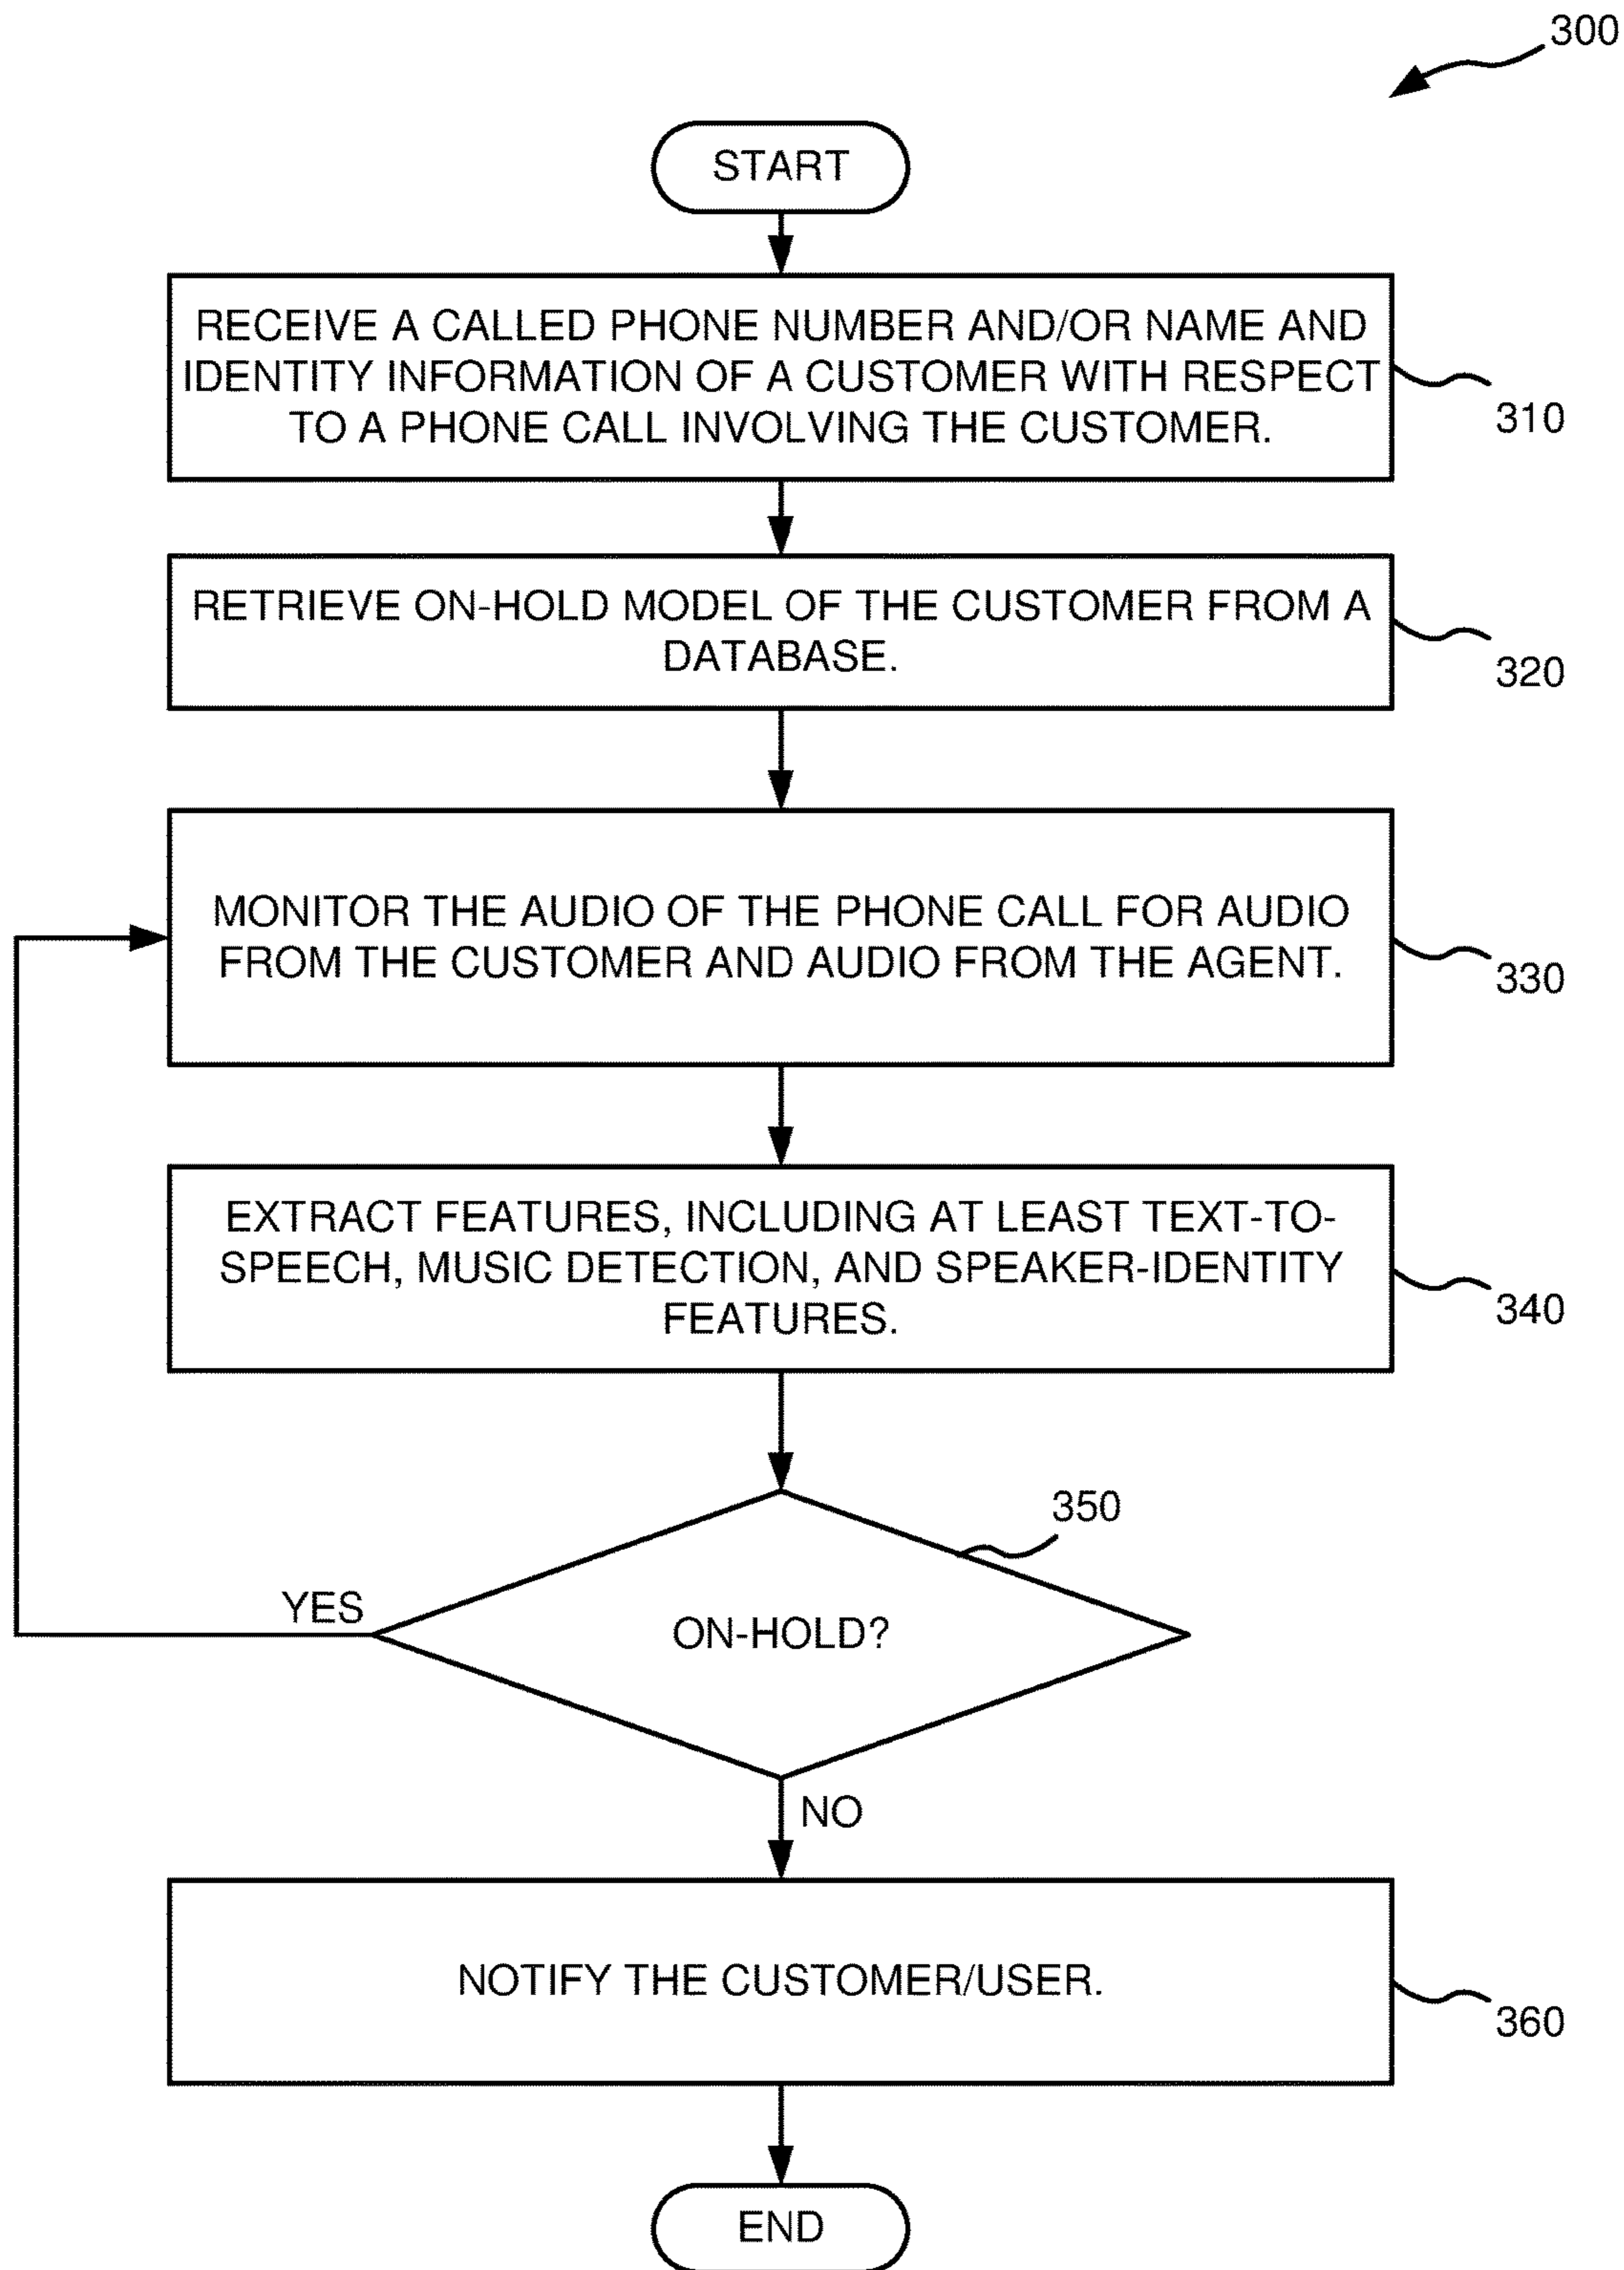 300
START
RECEIVE A CALLED PHONE NUMBER AND/OR NAME AND
IDENTITY INFORMATION OF A CUSTOMER WITH RESPECT
TO A PHONE CALL INVOLVING THE CUSTOMER.
310
RETRIEVE ON-HOLD MODEL OF THE CUSTOMER FROM A
DATABASE.
320
MONITOR THE AUDIO OF THE PHONE CALL FOR AUDIO
FROM THE CUSTOMER AND AUDIO FROM THE AGENT.
330
EXTRACT FEATURES, INCLUDING AT LEAST TEXT-TO-
SPEECH, MUSIC DETECTION, AND SPEAKER-IDENTITY
FEATURES.
340
350
YES
ON-HOLD?
NO
NOTIFY THE CUSTOMER/USER.
360
END